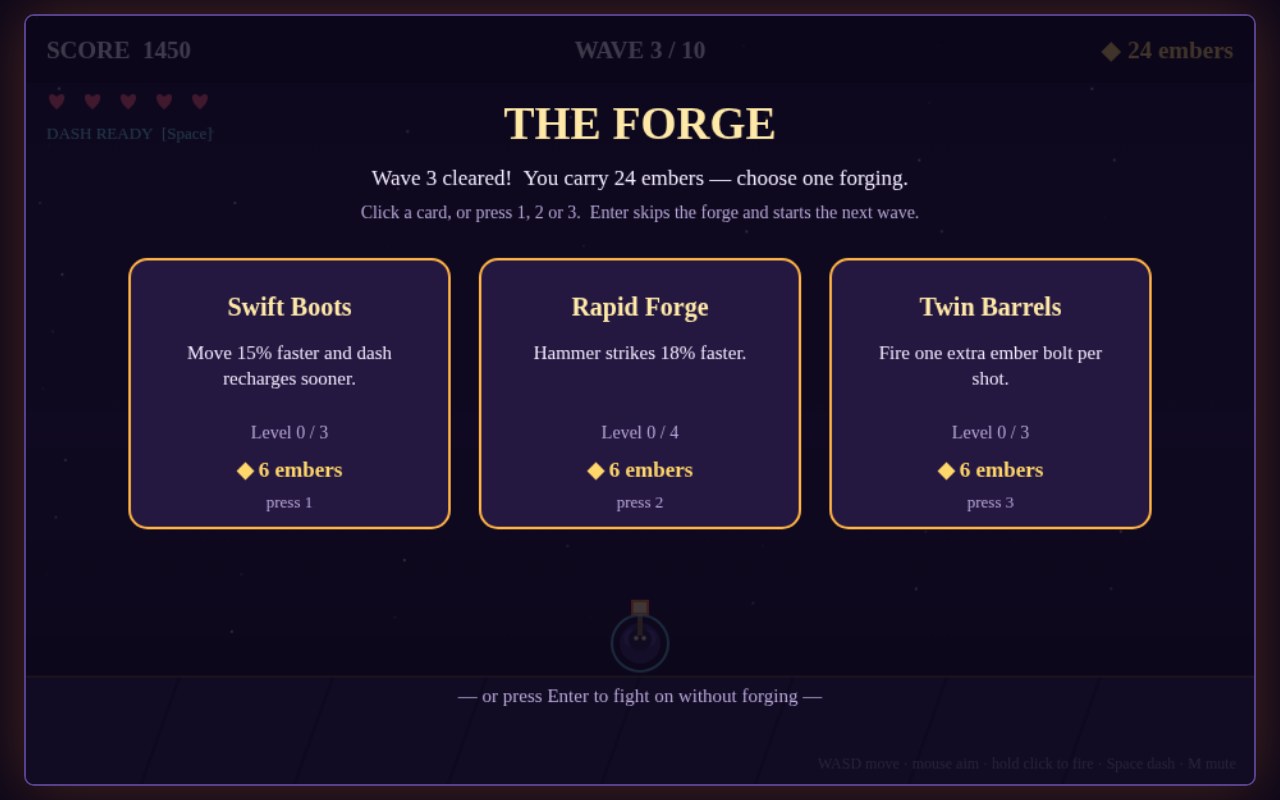 SCORE 1450
WAVE 3 / 10
◆ 24 embers
DASH READY [Space]
THE FORGE
Wave 3 cleared! You carry 24 embers — choose one forging.
Click a card, or press 1, 2 or 3. Enter skips the forge and starts the next wave.
Swift Boots
Move 15% faster and dash
recharges sooner.
Level 0 / 3
◆ 6 embers
press 1
Rapid Forge
Hammer strikes 18% faster.
Level 0 / 4
◆ 6 embers
press 2
Twin Barrels
Fire one extra ember bolt per
shot.
Level 0 / 3
◆ 6 embers
press 3
— or press Enter to fight on without forging —
WASD move · mouse aim · hold click to fire · Space dash · M mute